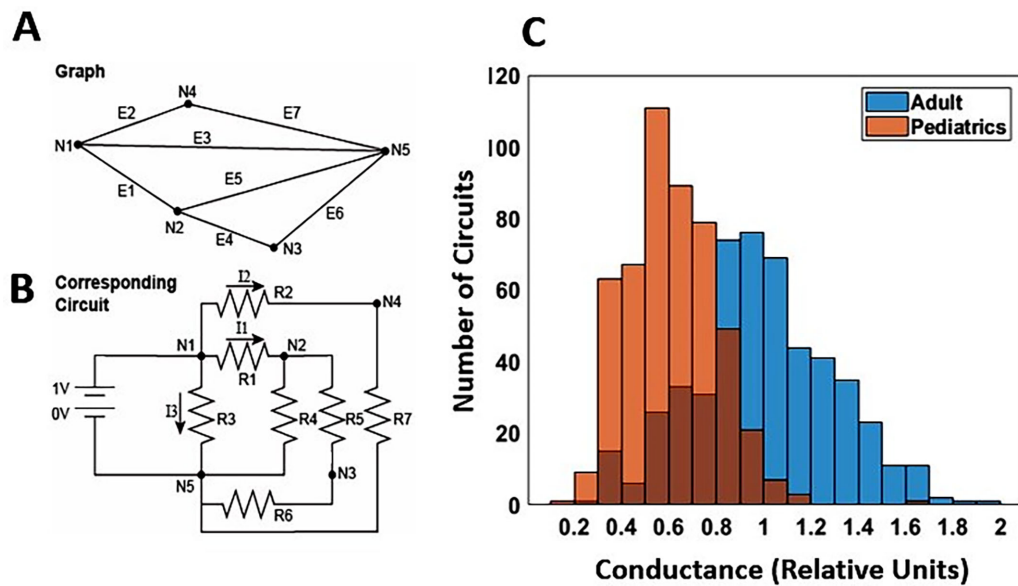 A
Graph
N4
E2
E7
N1
E3
N5
E1
E5
N2
E4
E6
N3
B
Corresponding
Circuit
I2
R2
N4
N1
I1
N2
R1
1V
0V
I3
R3
R4
R5
R7
N5
N3
R6
C
120
100
80
60
40
20
0
Number of Circuits
Adult
Pediatrics
0.2 0.4 0.6 0.8 1 1.2 1.4 1.6 1.8 2
Conductance (Relative Units)